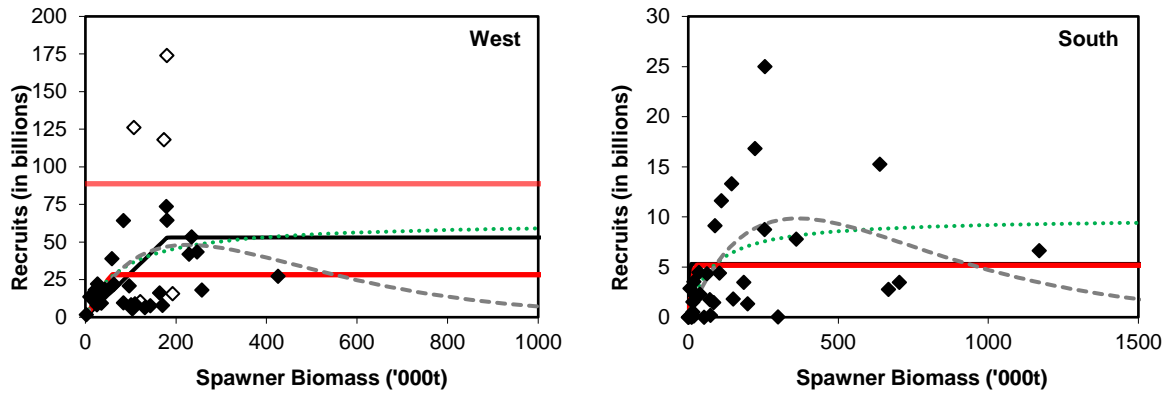 West
Recruits (in billions)
200
175
150
125
100
75
50
25
0
0 200 400 600 800 1000
Spawner Biomass ('000t)
South
Recruits (in billions)
30
25
20
15
10
5
0
0 500 1000 1500
Spawner Biomass ('000t)